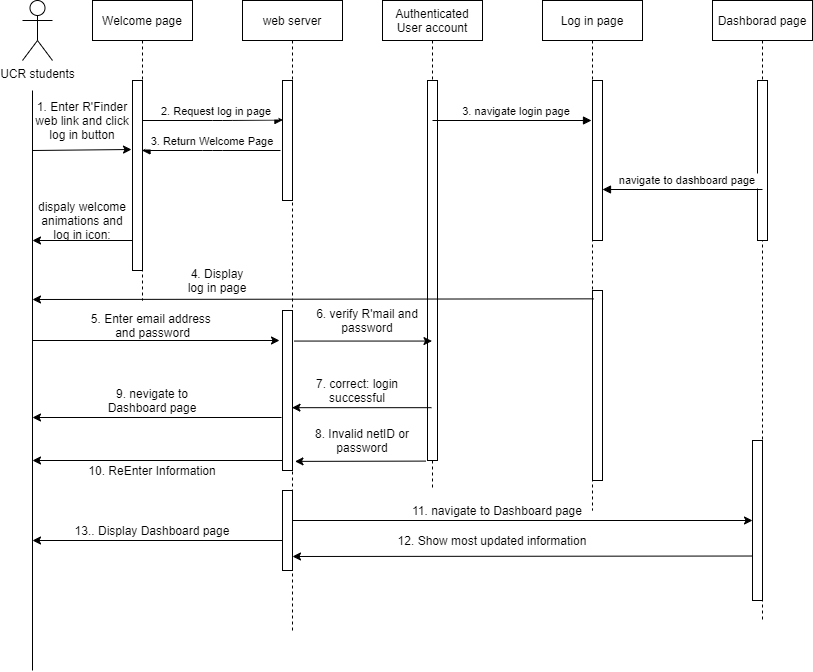 Welcome page
web server
Authenticated
User account
Log in page
Dashborad page
UCR students
1. Enter R'Finder
web link and click
log in button
2. Request log in page
3. navigate login page
3. Return Welcome Page
navigate to dashboard page
dispaly welcome
animations and
log in icon:
4. Display
log in page
5. Enter email address
and password
6. verify R'mail and
password
7. correct: login
successful
9. nevigate to
Dashboard page
8. Invalid netID or
password
10. ReEnter Information
11. navigate to Dashboard page
13.. Display Dashboard page
12. Show most updated information